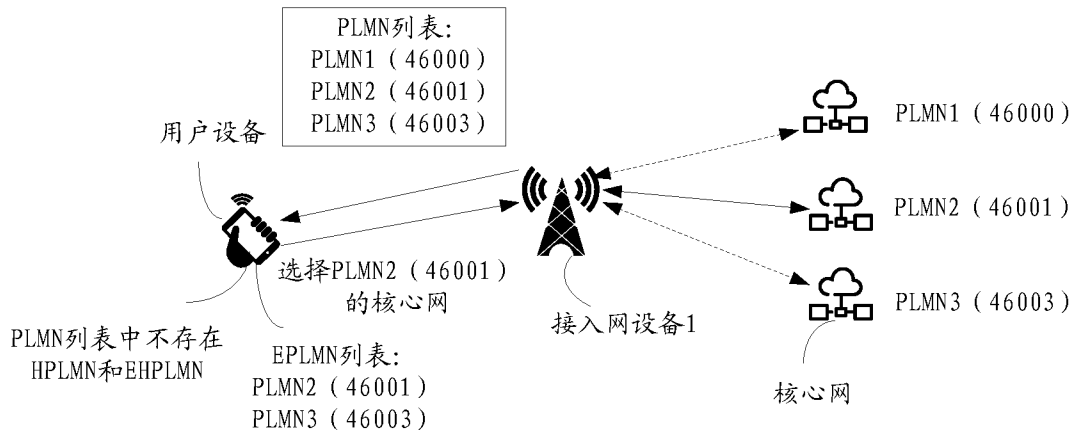 PLMN列表：
PLMN1（46000）
PLMN2（46001）
PLMN3（46003）
用户设备
PLMN1（46000）
PLMN2（46001）
PLMN3（46003）
选择PLMN2（46001）
的核心网
接入网设备1
PLMN列表中不存在
HPLMN和EHPLMN
EPLMN列表：
PLMN2（46001）
PLMN3（46003）
核心网